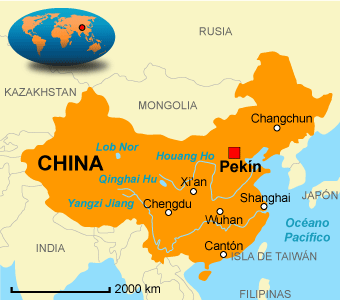 RUSIA
KAZAKHSTAN
MONGOLIA
Changchun
Lob Nor
Houang Ho
CHINA
Pekín
Qinghai Hu
Xi'an
JAPÓN
Yangzi Jiang
Chengdu
Shanghai
Wuhan
Océano
Pacífico
INDIA
Cantón
ISLA DE TAIWÁN
2000 km
FILIPINAS